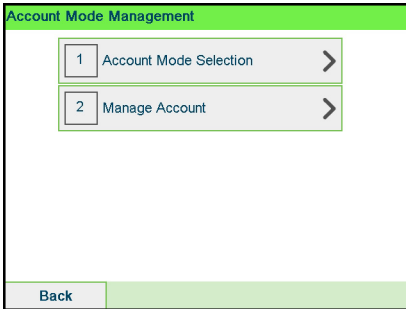 Account Mode Management
1 Account Mode Selection
2 Manage Account
Back